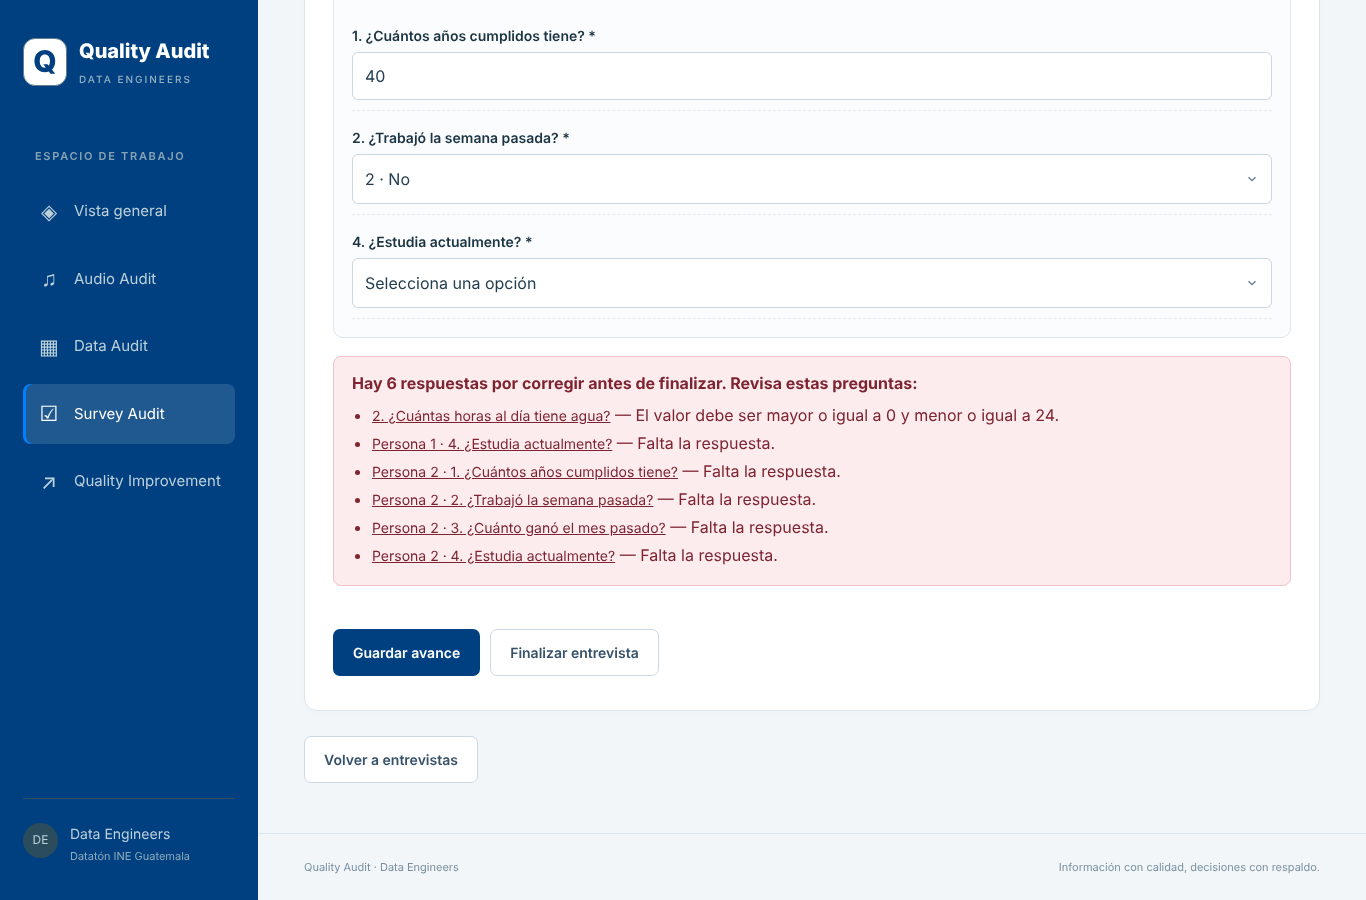 Q
Quality Audit
DATA ENGINEERS
ESPACIO DE TRABAJO
Vista general
Audio Audit
Data Audit
Survey Audit
Quality Improvement
DE
Data Engineers
Datatón INE Guatemala
1. ¿Cuántos años cumplidos tiene? *
40
2. ¿Trabajó la semana pasada? *
2 · No
4. ¿Estudia actualmente? *
Selecciona una opción
Hay 6 respuestas por corregir antes de finalizar. Revisa estas preguntas:
• 2. ¿Cuántas horas al día tiene agua? — El valor debe ser mayor o igual a 0 y menor o igual a 24.
• Persona 1 · 4. ¿Estudia actualmente? — Falta la respuesta.
• Persona 2 · 1. ¿Cuántos años cumplidos tiene? — Falta la respuesta.
• Persona 2 · 2. ¿Trabajó la semana pasada? — Falta la respuesta.
• Persona 2 · 3. ¿Cuánto ganó el mes pasado? — Falta la respuesta.
• Persona 2 · 4. ¿Estudia actualmente? — Falta la respuesta.
Guardar avance
Finalizar entrevista
Volver a entrevistas
Quality Audit · Data Engineers
Información con calidad, decisiones con respaldo.